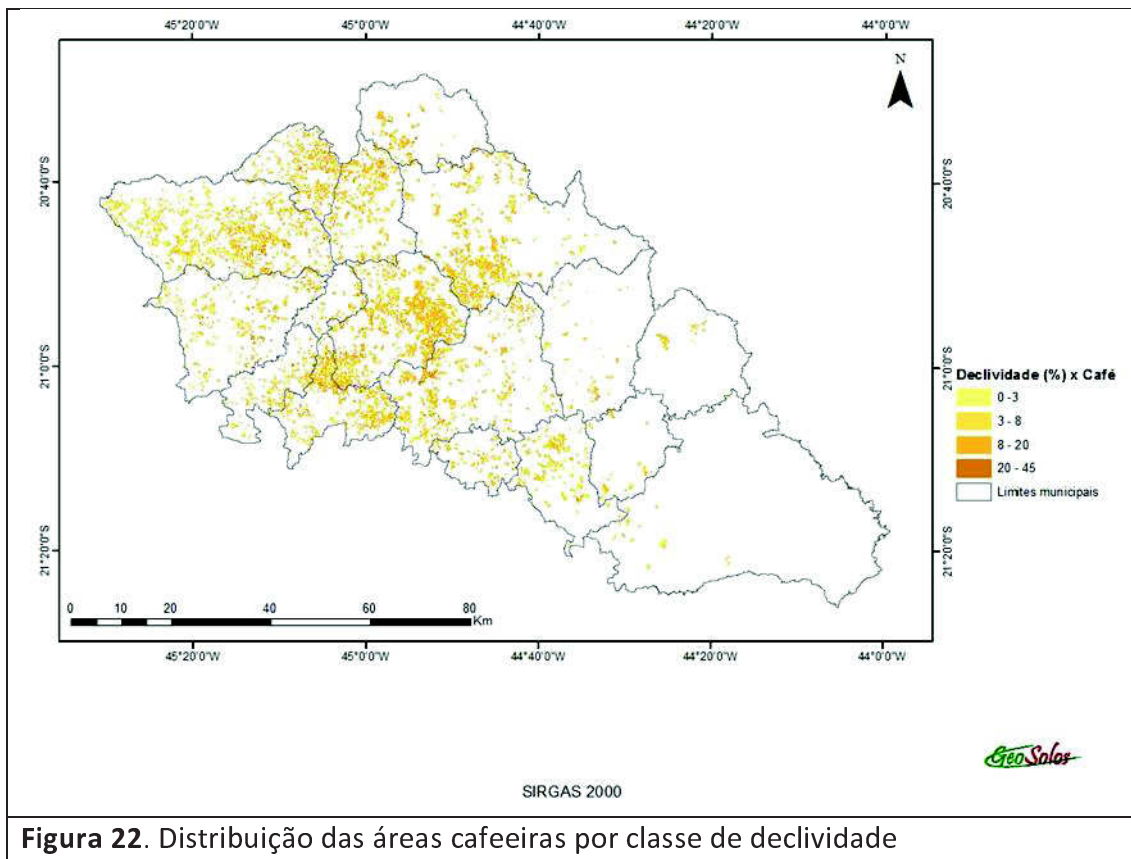 45°20'0"W 45°0'0"W 44°40'0"W 44°20'0"W 44°0'0"W
N
20°40'0"S 20°40'0"S
21°0'0"S 21°0'0"S
21°20'0"S 21°20'0"S
Declividade (%) x Café
0 - 3
3 - 8
8 - 20
20 - 45
Limites municipais
0 10 20 40 60 80
Km
45°20'0"W 45°0'0"W 44°40'0"W 44°20'0"W 44°0'0"W
GeoSolos
SIRGAS 2000
Figura 22. Distribuição das áreas cafeeiras por classe de declividade